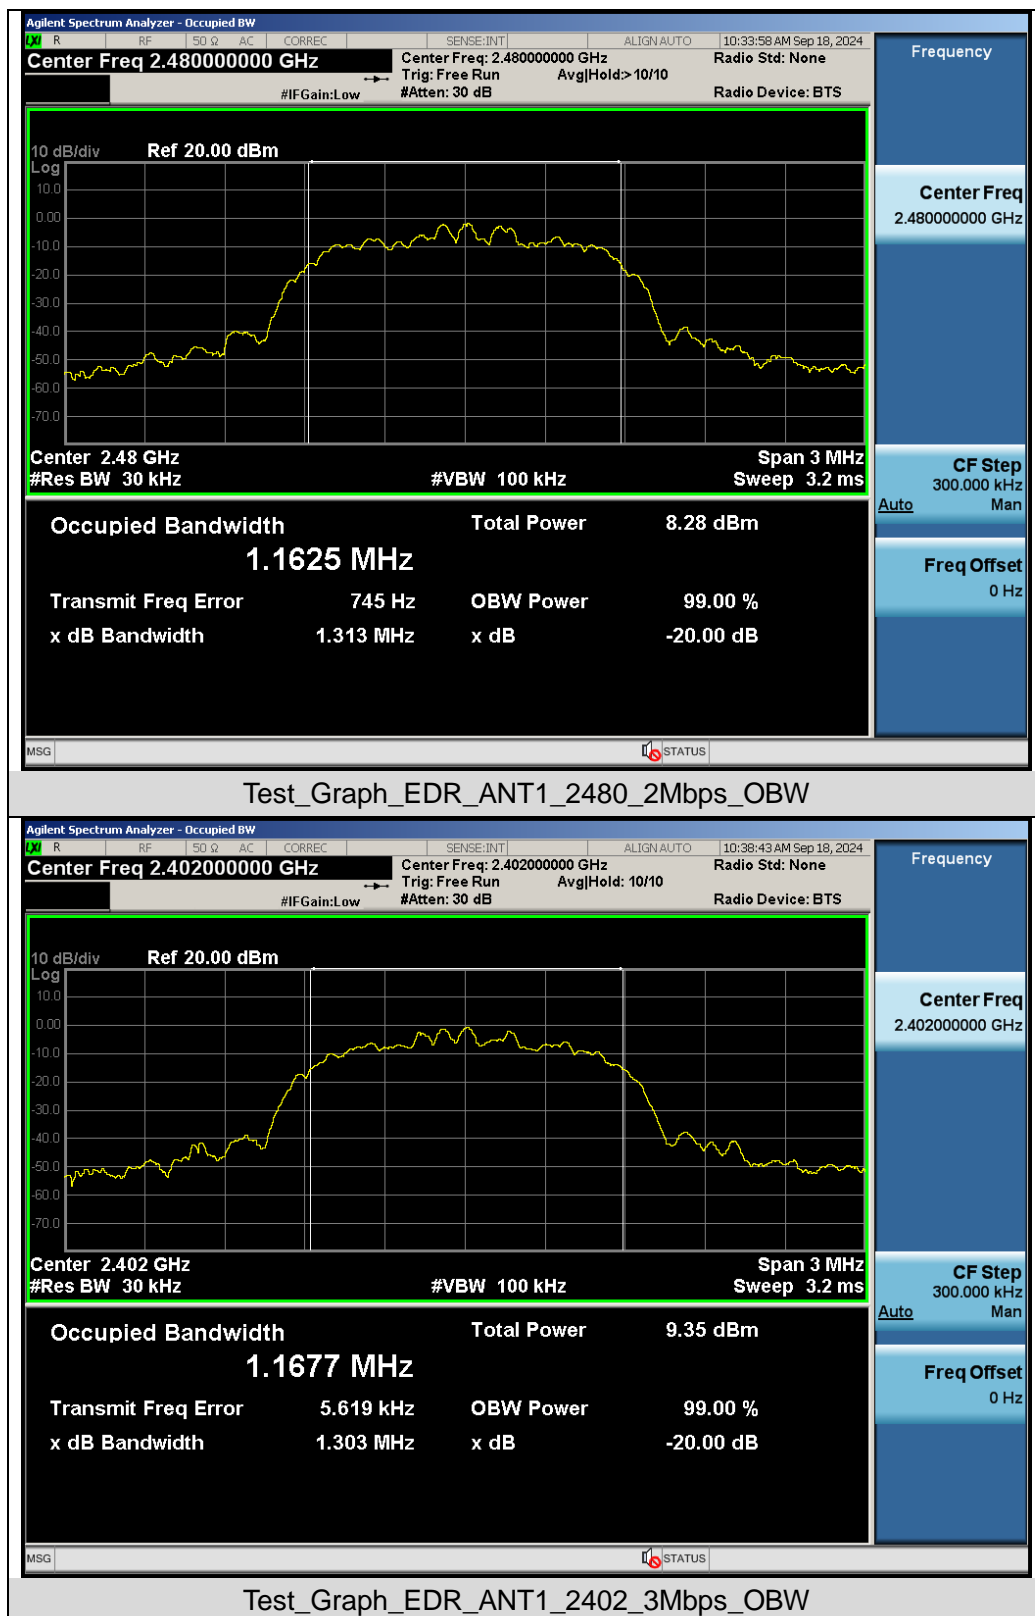 Agilent Spectrum Analyzer - Occupied BW
LXI R RF 50 Ω AC CORREC SENSE:INT ALIGN AUTO 10:33:58 AM Sep 18, 2024
Center Freq 2.480000000 GHz
Center Freq: 2.480000000 GHz
Radio Std: None
Trig: Free Run Avg|Hold:>10/10
#IFGain:Low
#Atten: 30 dB
Radio Device: BTS
Frequency
10 dB/div Ref 20.00 dBm
Log
10.0
0.00
-10.0
-20.0
-30.0
-40.0
-50.0
-60.0
-70.0
Center 2.48 GHz Span 3 MHz
#Res BW 30 kHz #VBW 100 kHz Sweep 3.2 ms
Center Freq
2.480000000 GHz
CF Step
300.000 kHz
Auto Man
Freq Offset
0 Hz
Occupied Bandwidth Total Power 8.28 dBm
1.1625 MHz
Transmit Freq Error 745 Hz OBW Power 99.00 %
x dB Bandwidth 1.313 MHz x dB -20.00 dB
MSG STATUS
Test_Graph_EDR_ANT1_2480_2Mbps_OBW
Agilent Spectrum Analyzer - Occupied BW
LXI R RF 50 Ω AC CORREC SENSE:INT ALIGN AUTO 10:38:43 AM Sep 18, 2024
Center Freq 2.402000000 GHz
Center Freq: 2.402000000 GHz
Radio Std: None
Trig: Free Run Avg|Hold: 10/10
#IFGain:Low
#Atten: 30 dB
Radio Device: BTS
Frequency
10 dB/div Ref 20.00 dBm
Log
10.0
0.00
-10.0
-20.0
-30.0
-40.0
-50.0
-60.0
-70.0
Center 2.402 GHz Span 3 MHz
#Res BW 30 kHz #VBW 100 kHz Sweep 3.2 ms
Center Freq
2.402000000 GHz
CF Step
300.000 kHz
Auto Man
Freq Offset
0 Hz
Occupied Bandwidth Total Power 9.35 dBm
1.1677 MHz
Transmit Freq Error 5.619 kHz OBW Power 99.00 %
x dB Bandwidth 1.303 MHz x dB -20.00 dB
MSG STATUS
Test_Graph_EDR_ANT1_2402_3Mbps_OBW